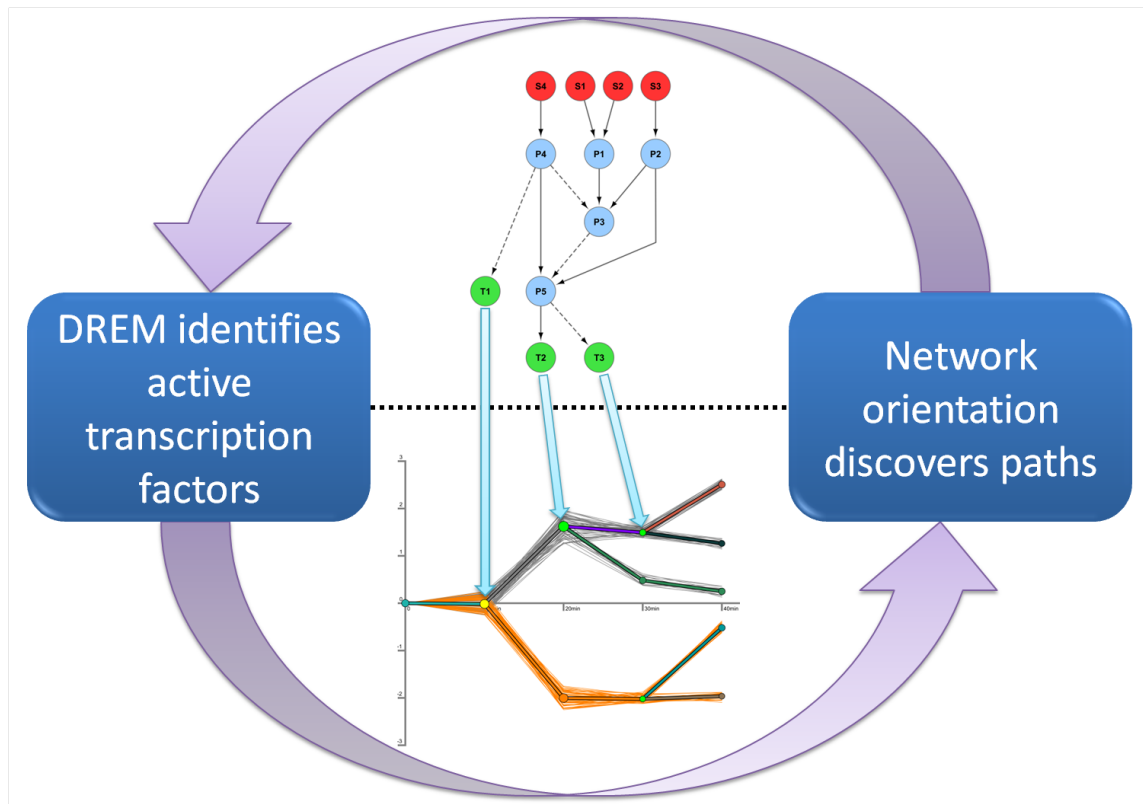 S4 S1 S2 S3
P4 P1 P2
P3
T1 P5
T2 T3
DREM identifies
active
transcription
factors
Network
orientation
discovers paths
3
2
1
0
0 20min 30min 40min
-1
-2
-3